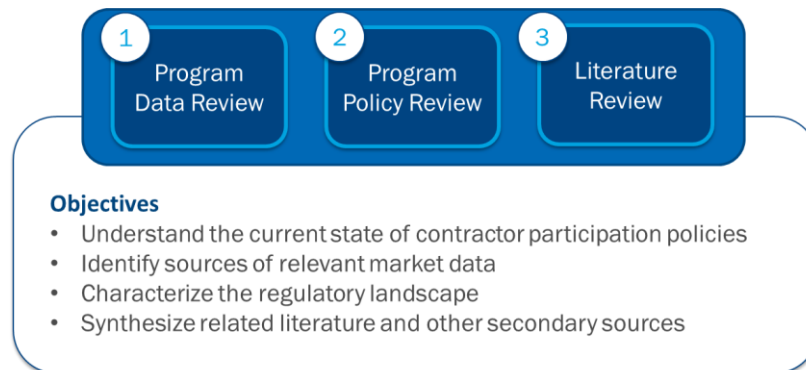 1
Program
Data Review
2
Program
Policy Review
3
Literature
Review
Objectives
• Understand the current state of contractor participation policies
• Identify sources of relevant market data
• Characterize the regulatory landscape
• Synthesize related literature and other secondary sources